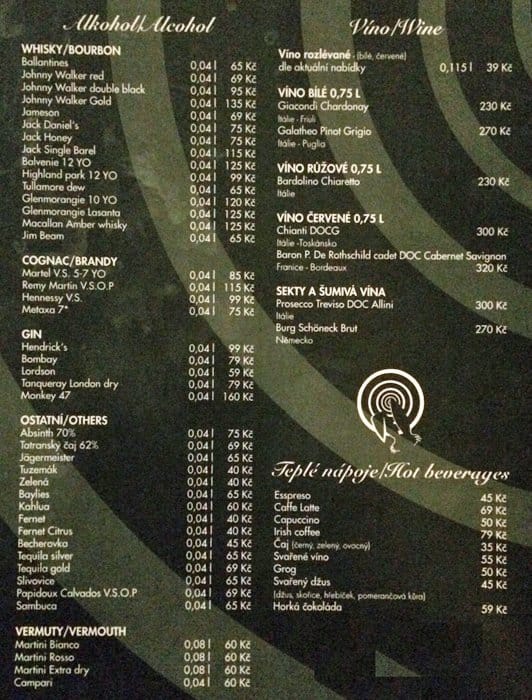 Alkohol/Alcohol
WHISKY/BOURBON
Ballantines 0,04 l 65 Kč
Johnny Walker red 0,04 l 69 Kč
Johnny Walker double black 0,04 l 95 Kč
Johnny Walker Gold 0,04 l 135 Kč
Jameson 0,04 l 69 Kč
Jack Daniel's 0,04 l 75 Kč
Jack Honey 0,04 l 75 Kč
Jack Single Barel 0,04 l 115 Kč
Balvenie 12 YO 0,04 l 125 Kč
Highland park 12 YO 0,04 l 99 Kč
Tullamore dew 0,04 l 65 Kč
Glenmorangie 10 YO 0,04 l 120 Kč
Glenmorangie Lasanta 0,04 l 125 Kč
Macallan Amber whisky 0,04 l 125 Kč
Jim Beam 0,04 l 65 Kč
COGNAC/BRANDY
Martel V.S. 5-7 YO 0,04 l 85 Kč
Remy Martin V.S.O.P 0,04 l 115 Kč
Hennessy V.S. 0,04 l 99 Kč
Metaxa 7* 0,04 l 75 Kč
GIN
Hendrick's 0,04 l 99 Kč
Bombay 0,04 l 79 Kč
Lordson 0,04 l 59 Kč
Tanqueray London dry 0,04 l 79 Kč
Monkey 47 0,04 l 160 Kč
OSTATNÍ/OTHERS
Absinth 70% 0,04 l 75 Kč
Tatranský čaj 62% 0,04 l 69 Kč
Jägermeister 0,04 l 65 Kč
Tuzemák 0,04 l 40 Kč
Zelená 0,04 l 40 Kč
Baylies 0,04 l 65 Kč
Kahlua 0,04 l 60 Kč
Fernet 0,04 l 40 Kč
Fernet Citrus 0,04 l 40 Kč
Becherovka 0,04 l 45 Kč
Tequila silver 0,04 l 65 Kč
Tequila gold 0,04 l 69 Kč
Slivovice 0,04 l 65 Kč
Papidoux Calvados V.S.O.P 0,04 l 69 Kč
Sambuca 0,04 l 65 Kč
VERMUTY/VERMOUTH
Martini Bianco 0,08 l 60 Kč
Martini Rosso 0,08 l 60 Kč
Martini Extra dry 0,08 l 60 Kč
Campari 0,04 l 60 Kč
Víno/Wine
Víno rozlévané - (bílé, červené)
dle aktuální nabídky 0,115 l 39 Kč
VÍNO BÍLÉ 0,75 L
Giacondi Chardonay 230 Kč
Itálie - Friuli
Galatheo Pinot Grigio 270 Kč
Itálie - Puglia
VÍNO RŮŽOVÉ 0,75 L
Bardolino Chiaretto 230 Kč
Itálie
VÍNO ČERVENÉ 0,75 L
Chianti DOCG 300 Kč
Itálie -Toskánsko
Baron P. De Rothschild cadet DOC Cabernet Sauvignon
Franice - Bordeaux 320 Kč
SEKTY A ŠUMIVÁ VÍNA
Prosecco Treviso DOC Allini 300 Kč
Itálie
Burg Schöneck Brut 270 Kč
Německo
Teplé nápoje/Hot beverages
Esspreso 45 Kč
Caffe Latte 69 Kč
Capuccino 50 Kč
Irish coffee 79 Kč
Čaj (černý, zelený, ovocný) 35 Kč
Svařené víno 55 Kč
Grog 50 Kč
Svařený džus 45 Kč
(džus, skořice, hřebíček, pomerančová kůra)
Horká čokoláda 59 Kč